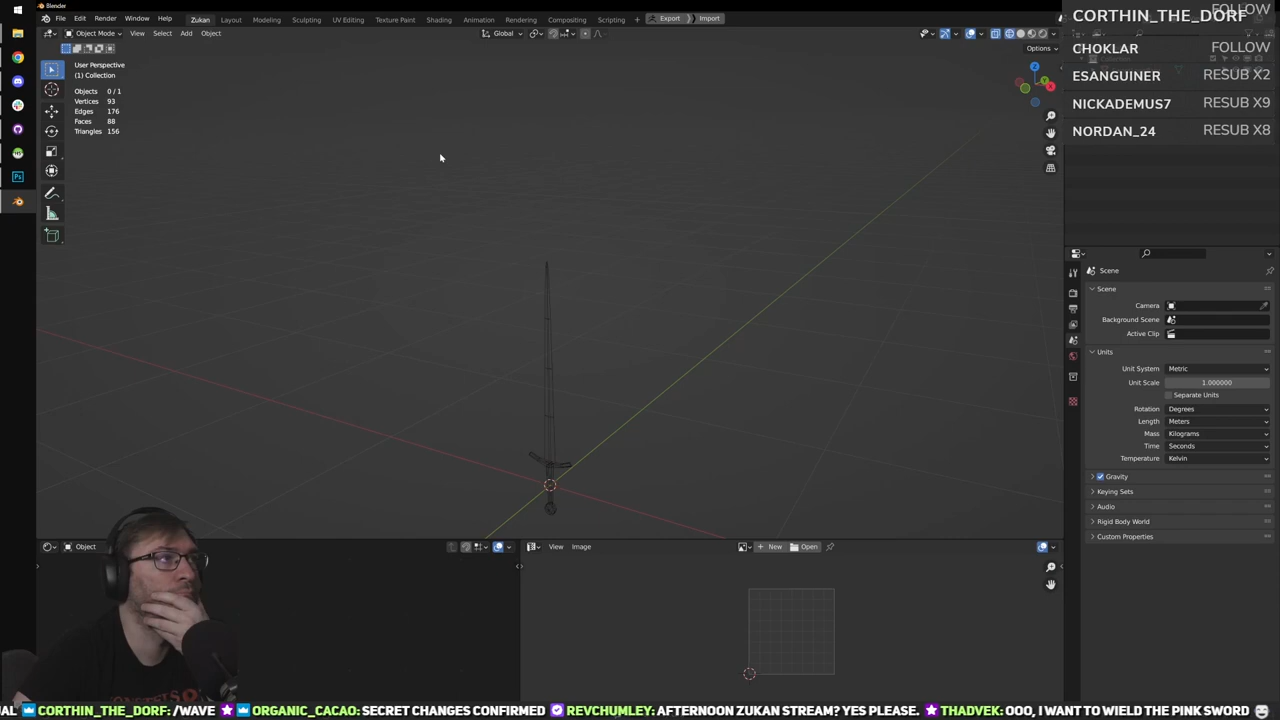 Blender
File Edit Render Window Help Zukan Layout Modeling Sculpting UV Editing Texture Paint Shading Animation Rendering Compositing Scripting + Export Import
Object Mode View Select Add Object Global
Options
User Perspective
(1) Collection
Objects 0/1
Vertices 93
Edges 176
Faces 88
Triangles 156
FOLLOW
CORTHIN_THE_DORF
CHOKLAR FOLLOW
ESANGUINER RESUB X2
NICKADEMUS7 RESUB X9
NORDAN_24 RESUB X8
Z
Y
X
Scene
Scene
Camera
Background Scene
Active Clip
Units
Unit System Metric
Unit Scale 1.000000
Separate Units
Rotation Degrees
Length Meters
Mass Kilograms
Time Seconds
Temperature Kelvin
Gravity
Keying Sets
Audio
Rigid Body World
Custom Properties
Object
View Image New Open
CORTHIN_THE_DORF: /WAVE ORGANIC_CACAO: SECRET CHANGES CONFIRMED REVCHUMLEY: AFTERNOON ZUKAN STREAM? YES PLEASE. THADVEK: OOO, I WANT TO WIELD THE PINK SWORD